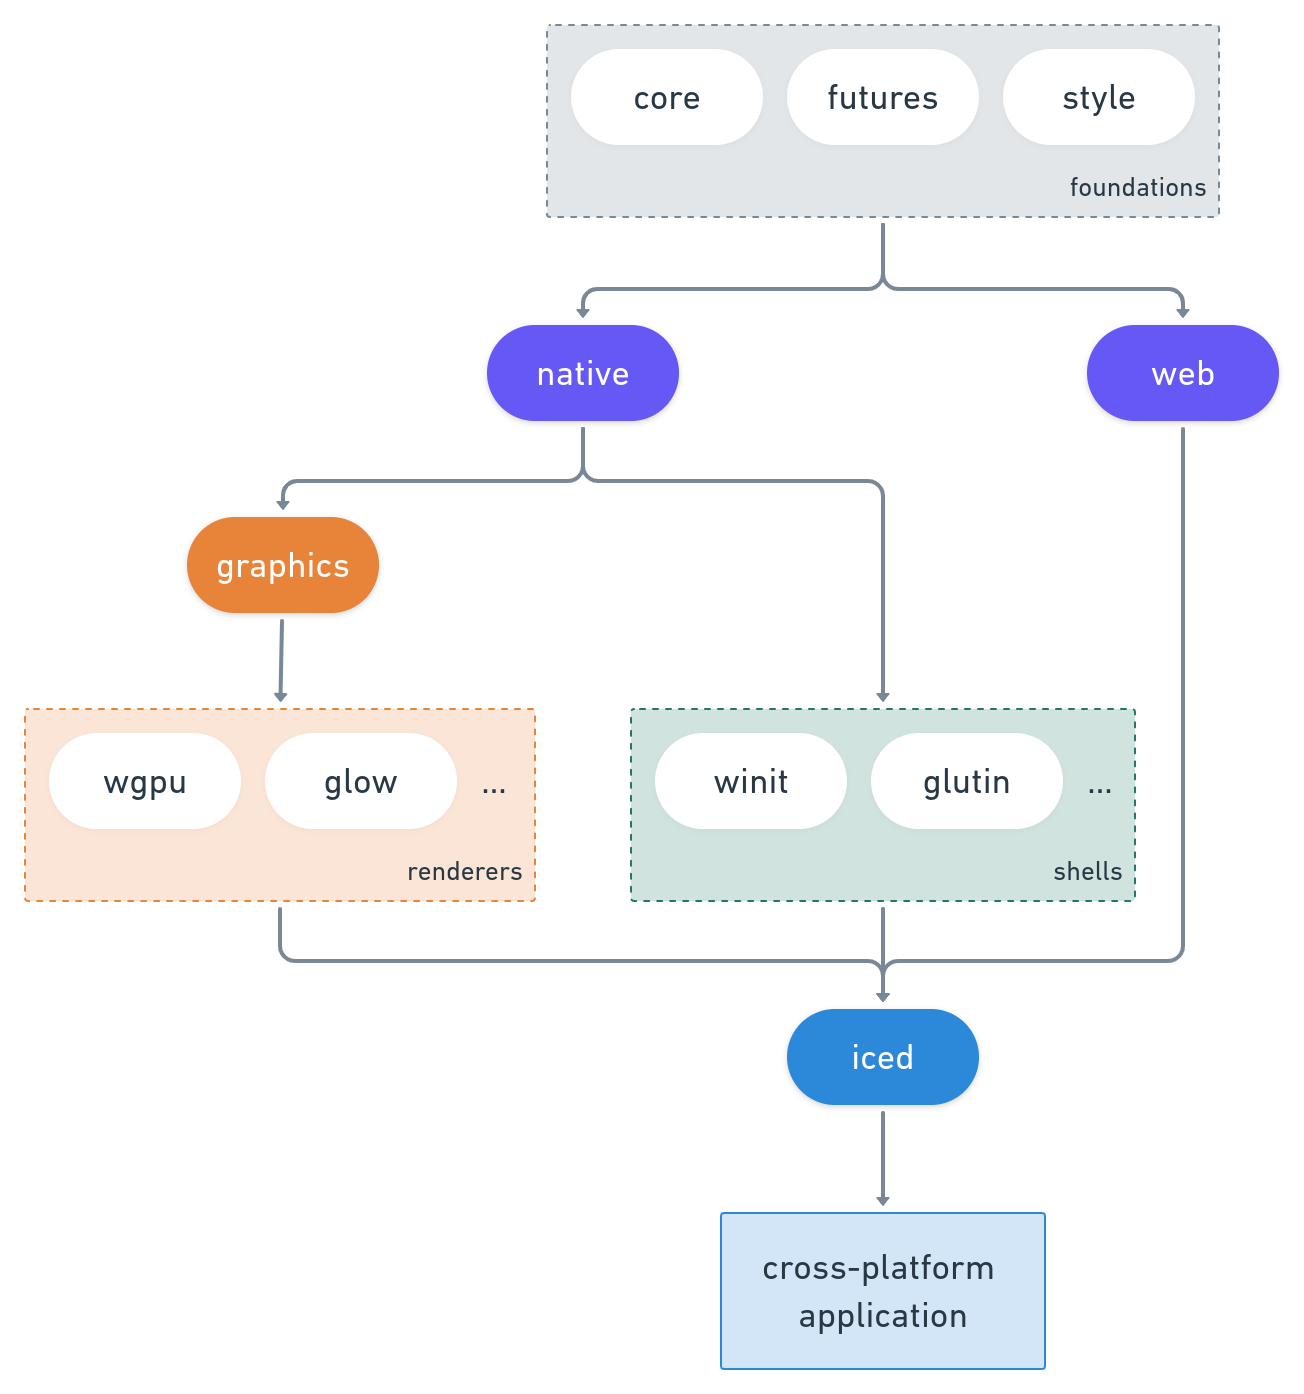 core
futures
style
foundations
native
web
graphics
wgpu
glow
...
renderers
winit
glutin
...
shells
iced
cross-platform
application